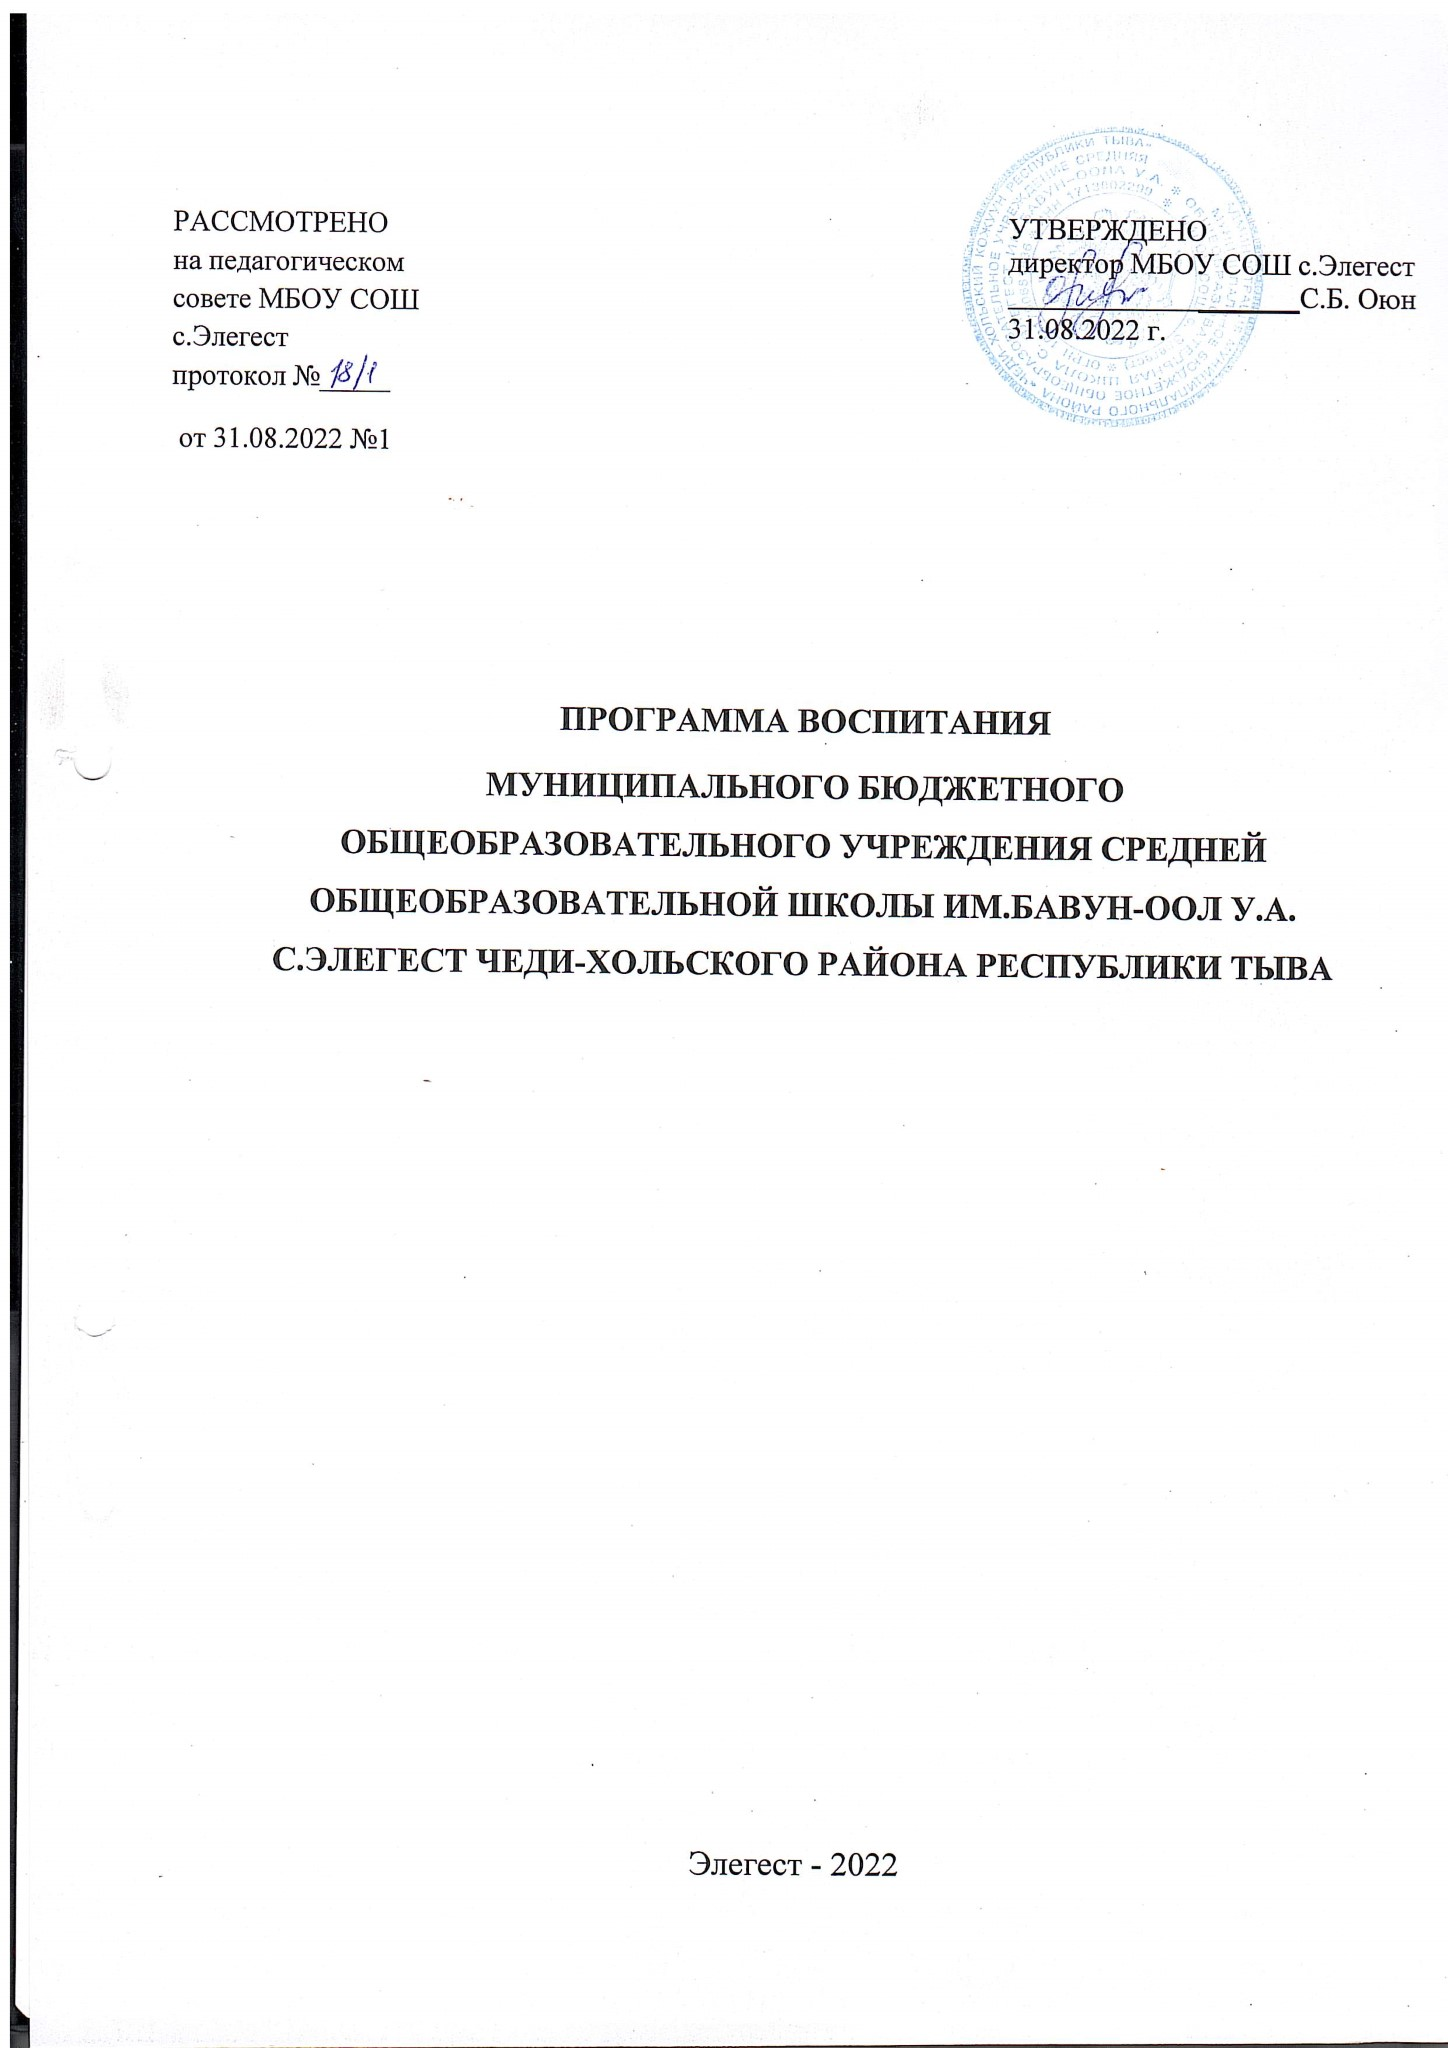 РАССМОТРЕНО
на педагогическом
совете МБОУ СОШ
с.Элегест
протокол № 18/1
от 31.08.2022 №1
УТВЕРЖДЕНО
директор МБОУ СОШ с.Элегест
С.Б. Оюн
31.08.2022 г.
ПРОГРАММА ВОСПИТАНИЯ
МУНИЦИПАЛЬНОГО БЮДЖЕТНОГО
ОБЩЕОБРАЗОВАТЕЛЬНОГО УЧРЕЖДЕНИЯ СРЕДНЕЙ
ОБЩЕОБРАЗОВАТЕЛЬНОЙ ШКОЛЫ ИМ.БАВУН-ООЛ У.А.
С.ЭЛЕГЕСТ ЧЕДИ-ХОЛЬСКОГО РАЙОНА РЕСПУБЛИКИ ТЫВА
Элегест - 2022